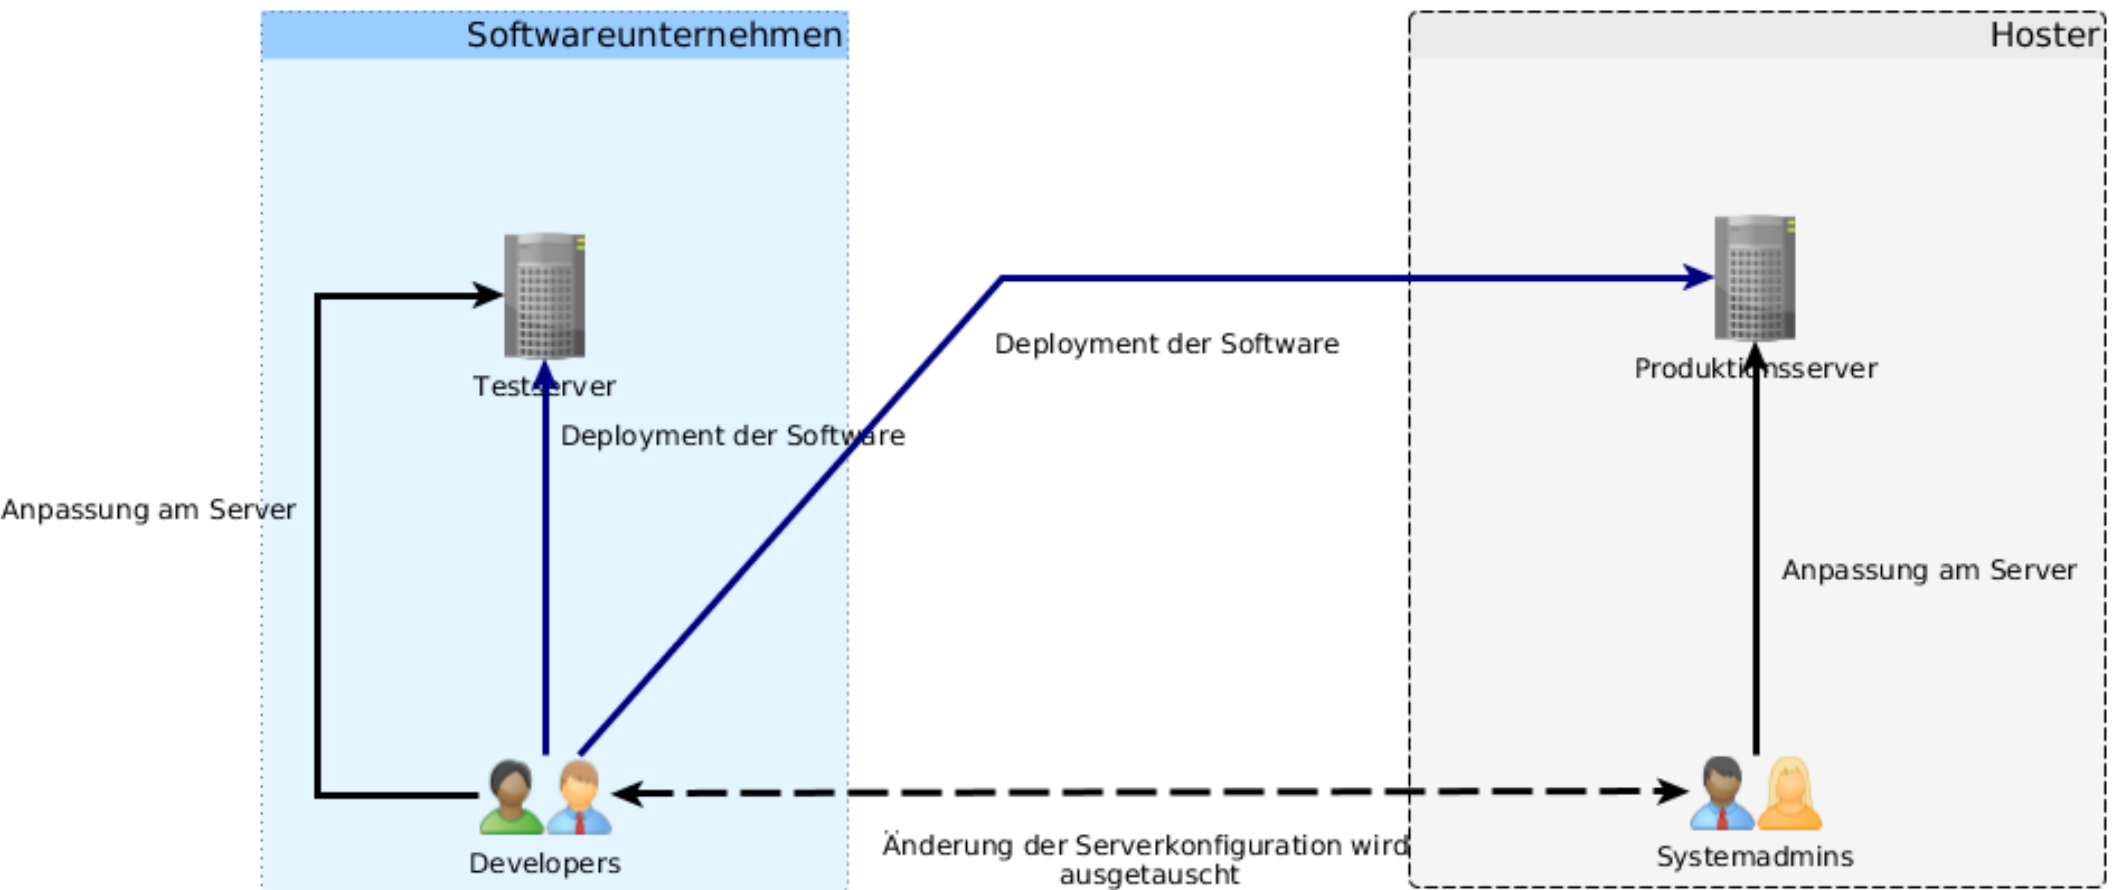 Softwareunternehmen
Hoster
Deployment der Software
Produktionsserver
Testserver
Deployment der Software
Anpassung am Server
Anpassung am Server
Änderung der Serverkonfiguration wird
ausgetauscht
Developers
Systemadmins